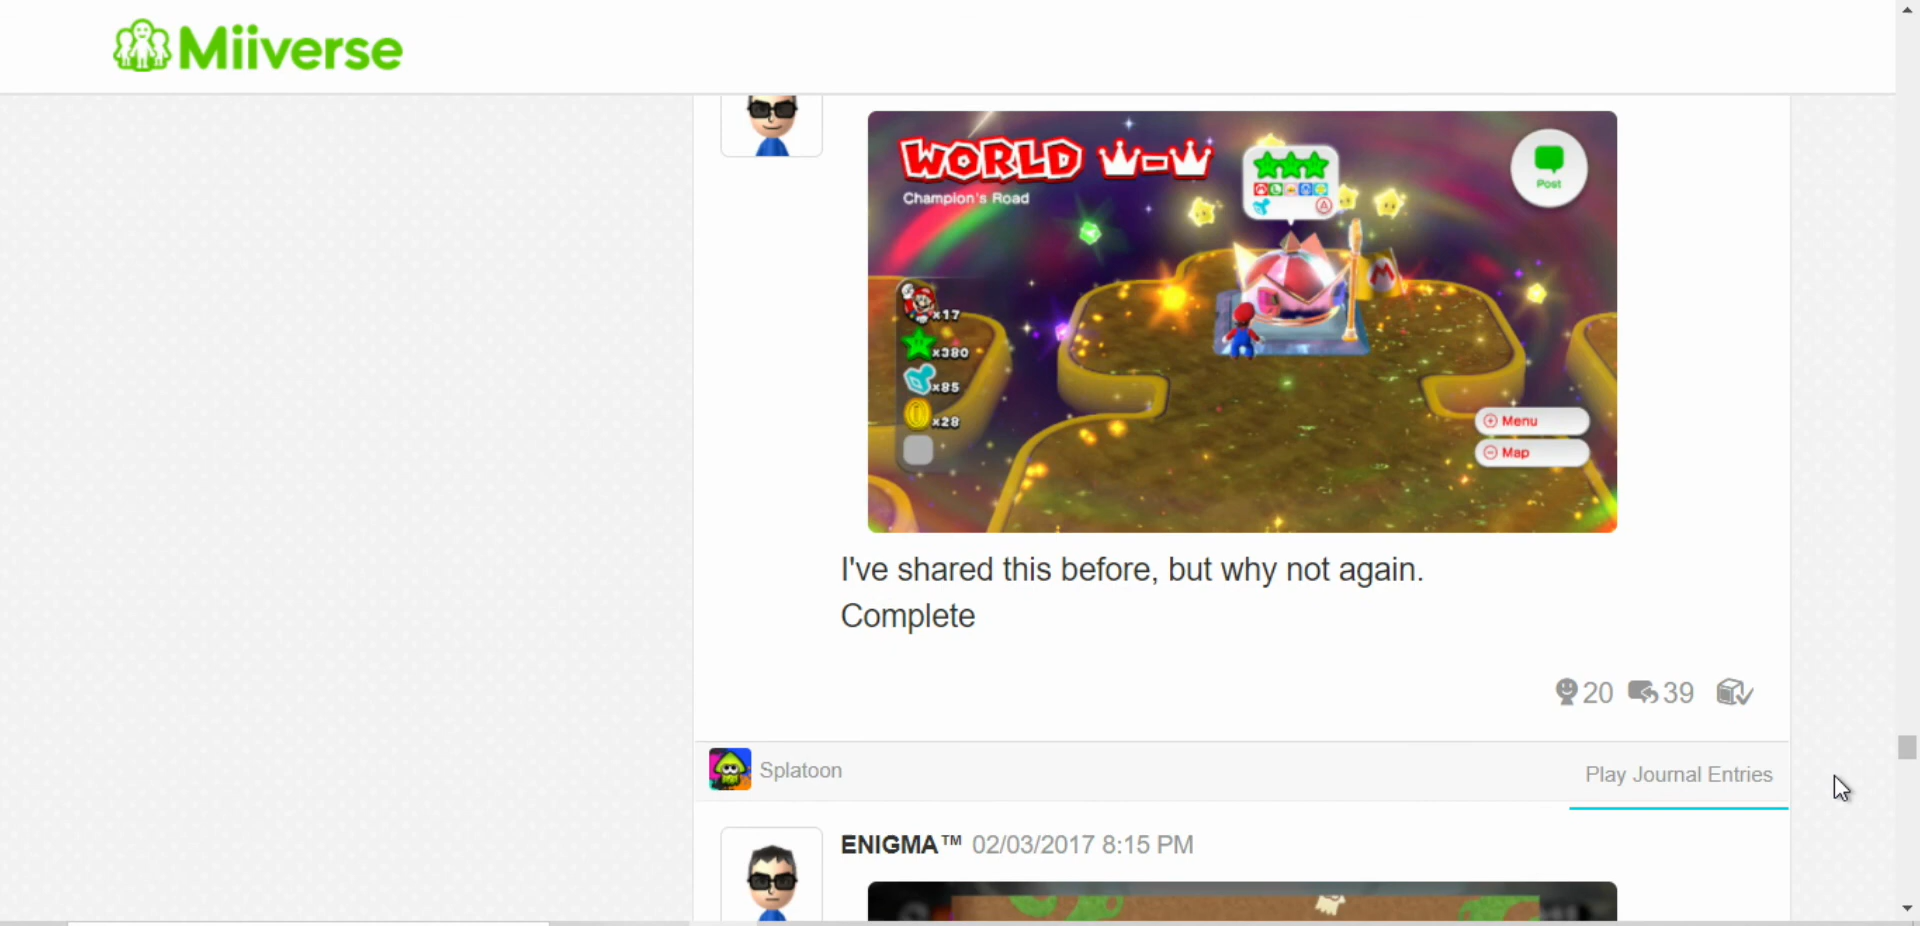 Miiverse
WORLD
Champion's Road
Post
x17
x380
x85
x28
A
M
Menu
Map
I've shared this before, but why not again.
Complete
20 39
Splatoon
Play Journal Entries
ENIGMA™ 02/03/2017 8:15 PM